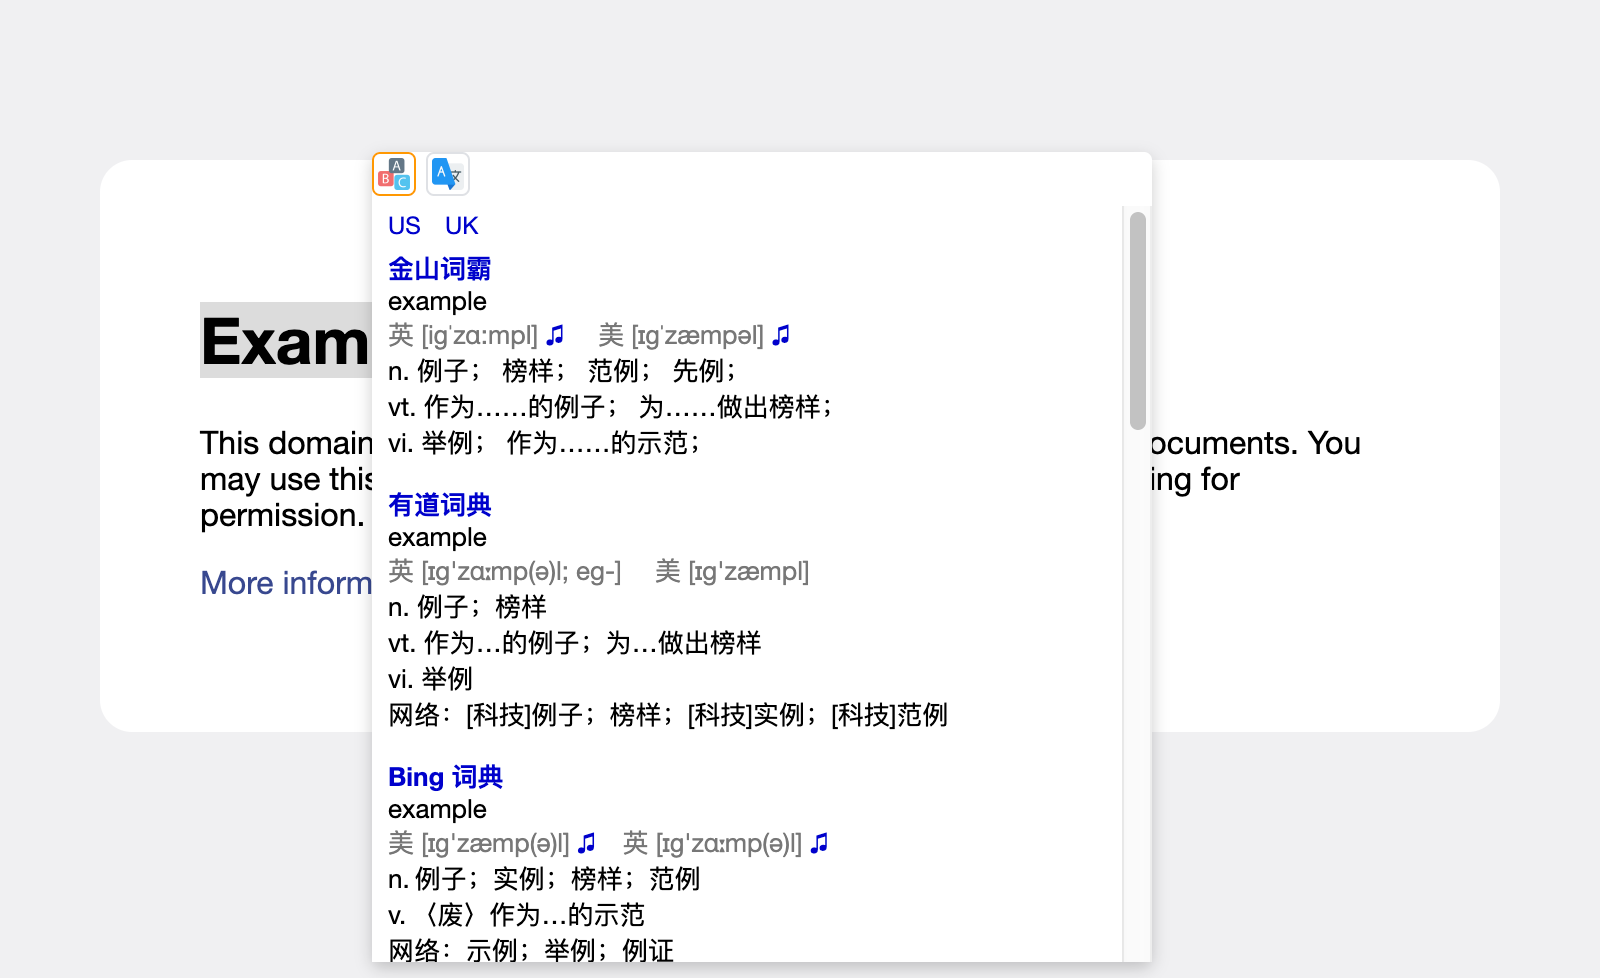 A
B
C
A 文
US UK
金山词霸
example
英 [igˈzɑ:mpl] 美 [ɪgˈzæmpəl]
n. 例子； 榜样； 范例； 先例；
vt. 作为……的例子； 为……做出榜样；
vi. 举例； 作为……的示范；
有道词典
example
英 [ɪg'zɑːmp(ə)l; eg-] 美 [ɪg'zæmpl]
n. 例子；榜样
vt. 作为…的例子；为…做出榜样
vi. 举例
网络：[科技]例子；榜样；[科技]实例；[科技]范例
Bing 词典
example
美 [ɪg'zæmp(ə)l] 英 [ɪg'zɑːmp(ə)l]
n. 例子；实例；榜样；范例
v. 〈废〉作为…的示范
网络：示例；举例；例证
Exam
This domain ocuments. You
may use this ing for
permission.
More inform